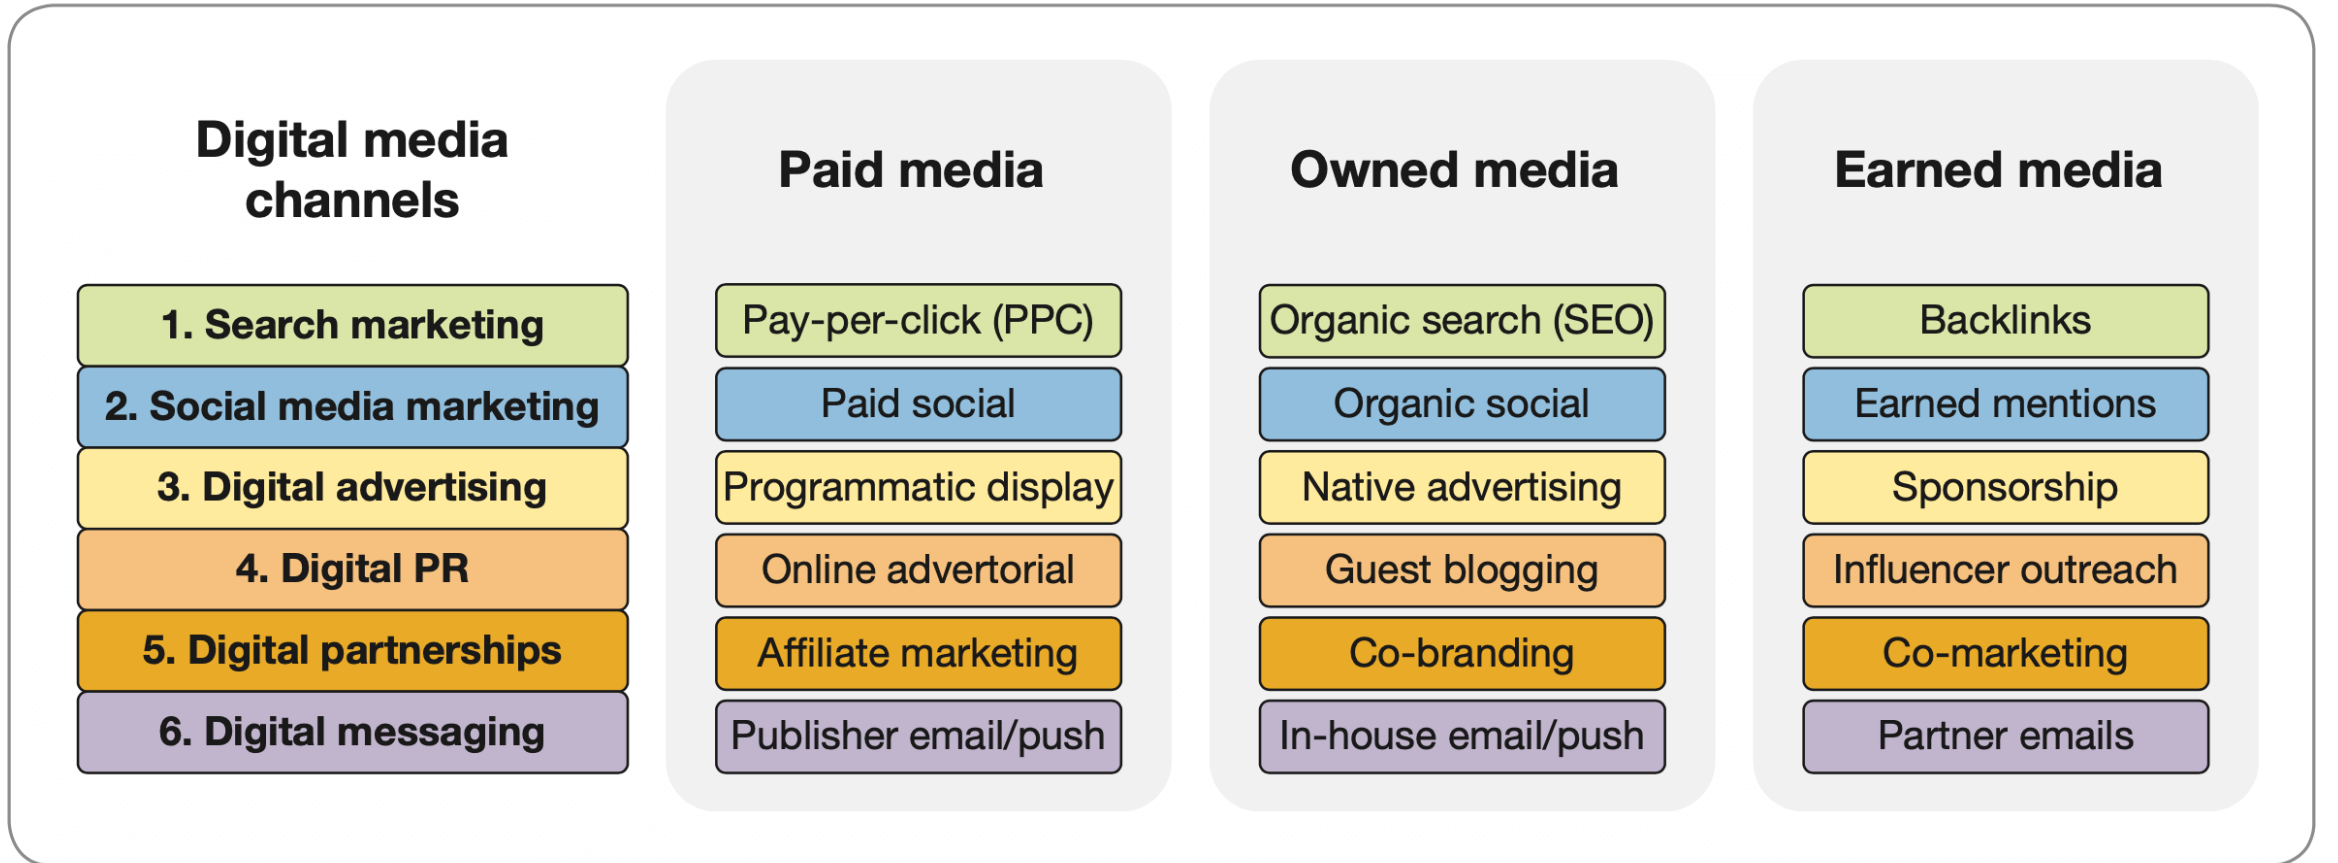 Digital media
channels
Paid media
Owned media
Earned media
1. Search marketing
Pay-per-click (PPC)
Organic search (SEO)
Backlinks
2. Social media marketing
Paid social
Organic social
Earned mentions
3. Digital advertising
Programmatic display
Native advertising
Sponsorship
4. Digital PR
Online advertorial
Guest blogging
Influencer outreach
5. Digital partnerships
Affiliate marketing
Co-branding
Co-marketing
6. Digital messaging
Publisher email/push
In-house email/push
Partner emails